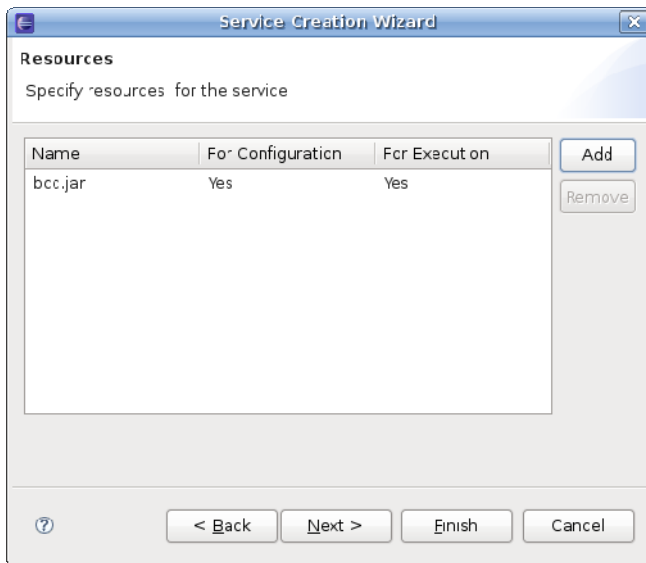 Service Creation Wizard
Resources
Specify resources for the service
Name For Configuration For Execution Add
bcc.jar Yes Yes Remove
< Back Next > Finish Cancel